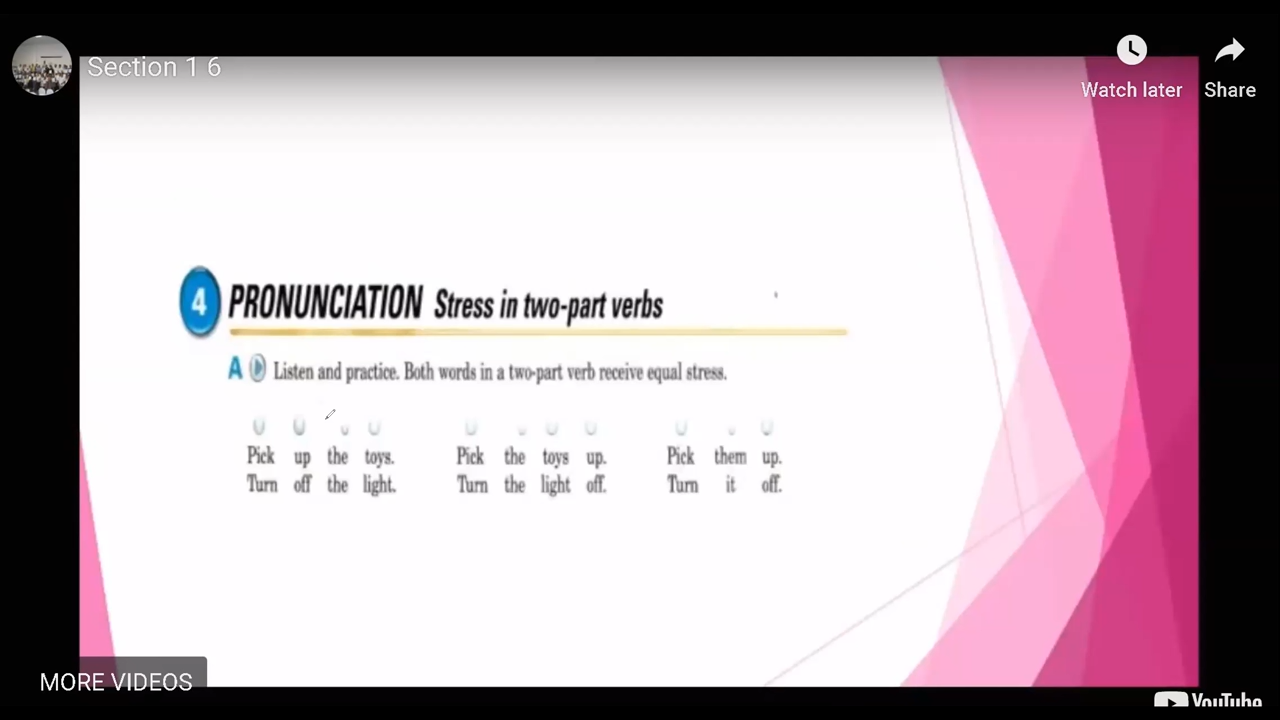 Section 1 6
Watch later
Share
4 PRONUNCIATION Stress in two-part verbs
A Listen and practice. Both words in a two-part verb receive equal stress.
Pick up the toys. Pick the toys up. Pick them up.
Turn off the light. Turn the light off. Turn it off.
MORE VIDEOS
YouTube